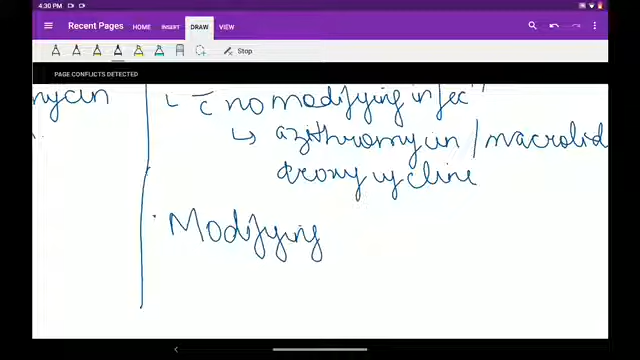 4:30 PM
Recent Pages HOME INSERT DRAW VIEW
Stop
PAGE CONFLICTS DETECTED
mycin
c̄ no modifying infecⁿ
↳ azithromycin / macrolid
doxycycline
Modifying